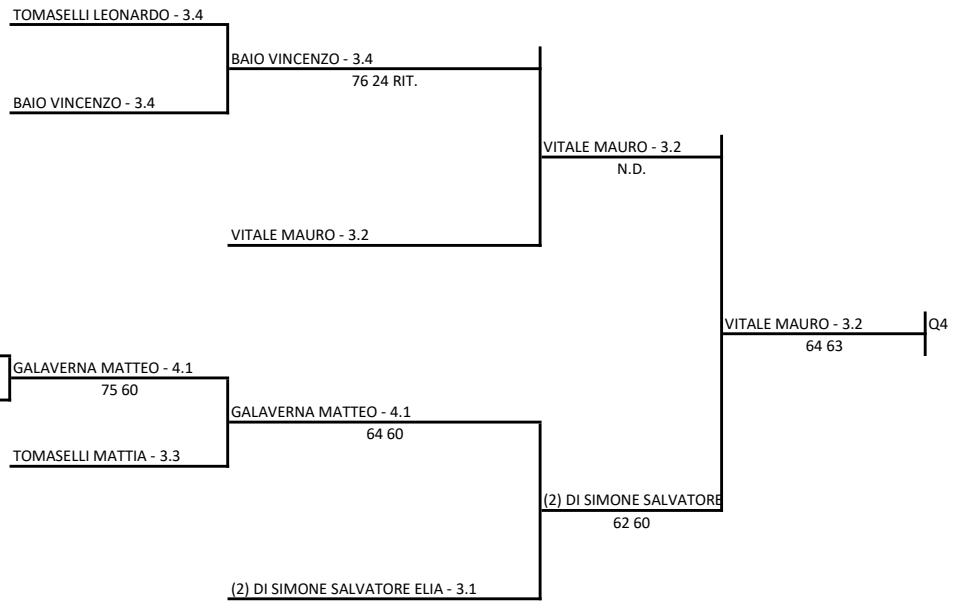 TOMASELLI LEONARDO - 3.4
BAIO VINCENZO - 3.4
76 24 RIT.
BAIO VINCENZO - 3.4
VITALE MAURO - 3.2
N.D.
VITALE MAURO - 3.2
VITALE MAURO - 3.2
64 63
Q4
GALAVERNA MATTEO - 4.1
75 60
GALAVERNA MATTEO - 4.1
64 60
TOMASELLI MATTIA - 3.3
(2) DI SIMONE SALVATORE
62 60
(2) DI SIMONE SALVATORE ELIA - 3.1